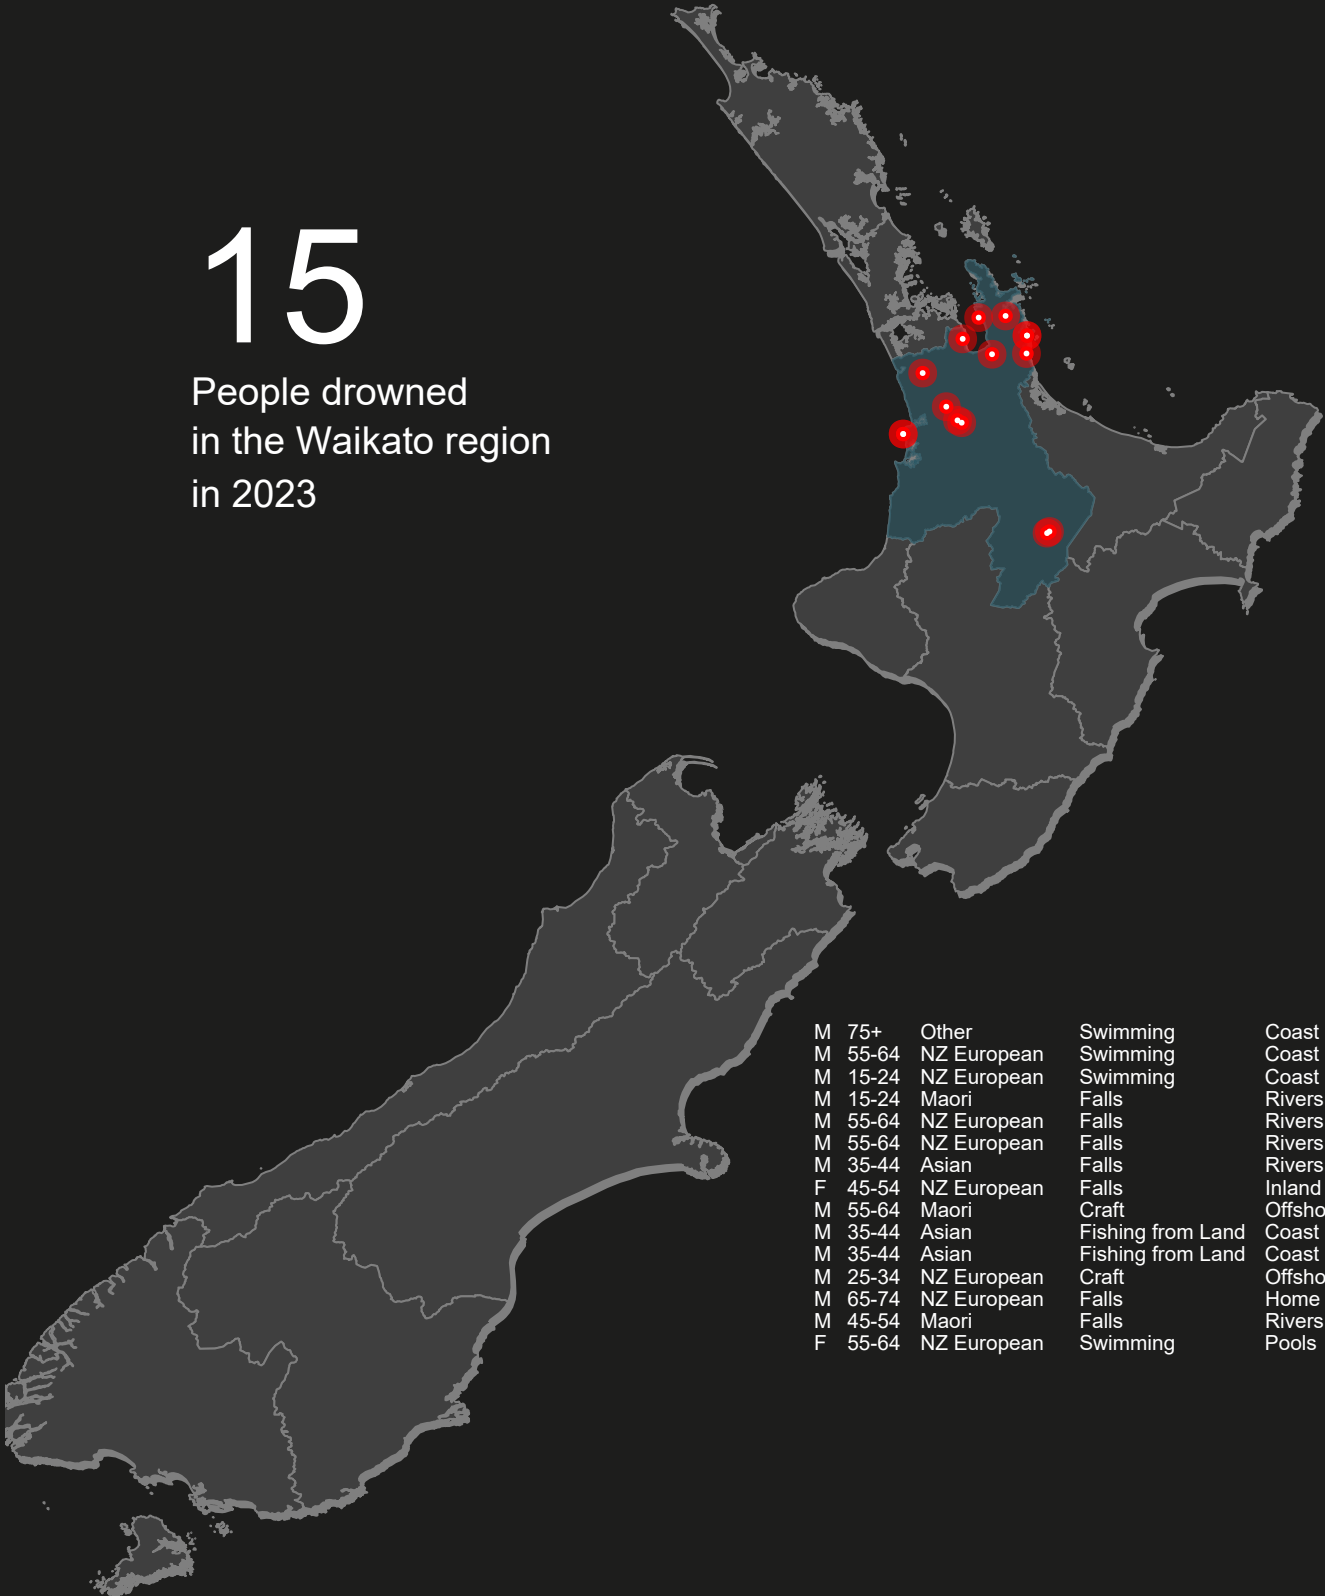 15
People drowned
in the Waikato region
in 2023
M 75+ Other Swimming Coast
M 55-64 NZ European Swimming Coast
M 15-24 NZ European Swimming Coast
M 15-24 Maori Falls Rivers
M 55-64 NZ European Falls Rivers
M 55-64 NZ European Falls Rivers
M 35-44 Asian Falls Rivers
F 45-54 NZ European Falls Inland
M 55-64 Maori Craft Offsho
M 35-44 Asian Fishing from Land Coast
M 35-44 Asian Fishing from Land Coast
M 25-34 NZ European Craft Offsho
M 65-74 NZ European Falls Home
M 45-54 Maori Falls Rivers
F 55-64 NZ European Swimming Pools